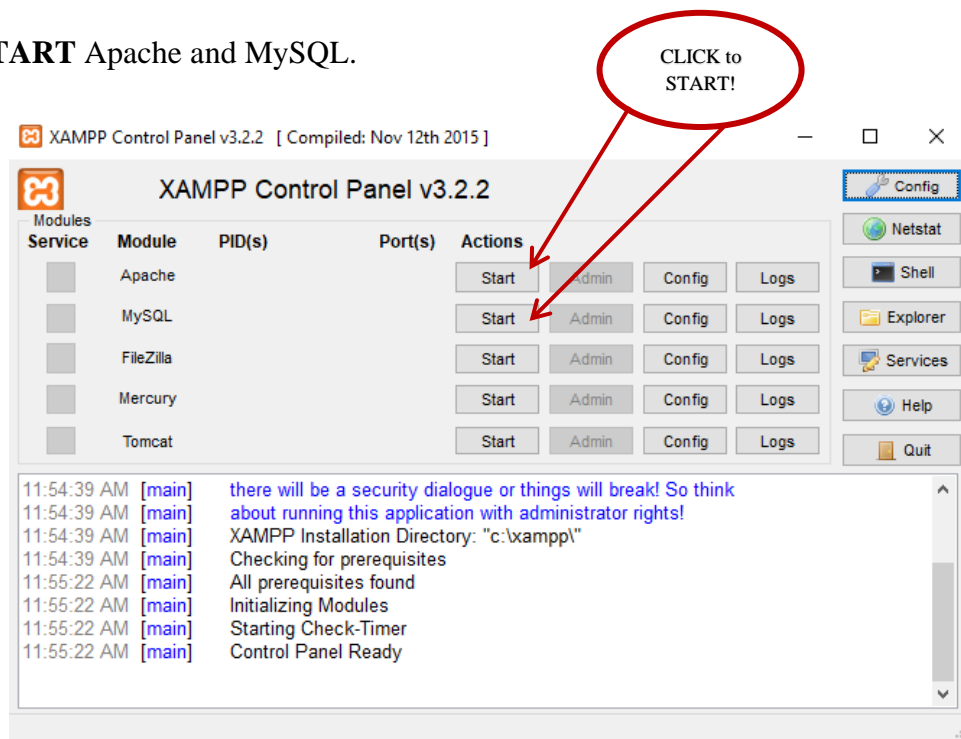 TART Apache and MySQL.
CLICK to
START!
XAMPP Control Panel v3.2.2 [ Compiled: Nov 12th 2015 ]
XAMPP Control Panel v3.2.2
Config
Modules
Service Module PID(s) Port(s) Actions
Netstat
Apache Start Admin Config Logs
Shell
MySQL Start Admin Config Logs
Explorer
FileZilla Start Admin Config Logs
Services
Mercury Start Admin Config Logs
Help
Tomcat Start Admin Config Logs
Quit
11:54:39 AM [main] there will be a security dialogue or things will break! So think
11:54:39 AM [main] about running this application with administrator rights!
11:54:39 AM [main] XAMPP Installation Directory: "c:\xampp\"
11:54:39 AM [main] Checking for prerequisites
11:55:22 AM [main] All prerequisites found
11:55:22 AM [main] Initializing Modules
11:55:22 AM [main] Starting Check-Timer
11:55:22 AM [main] Control Panel Ready